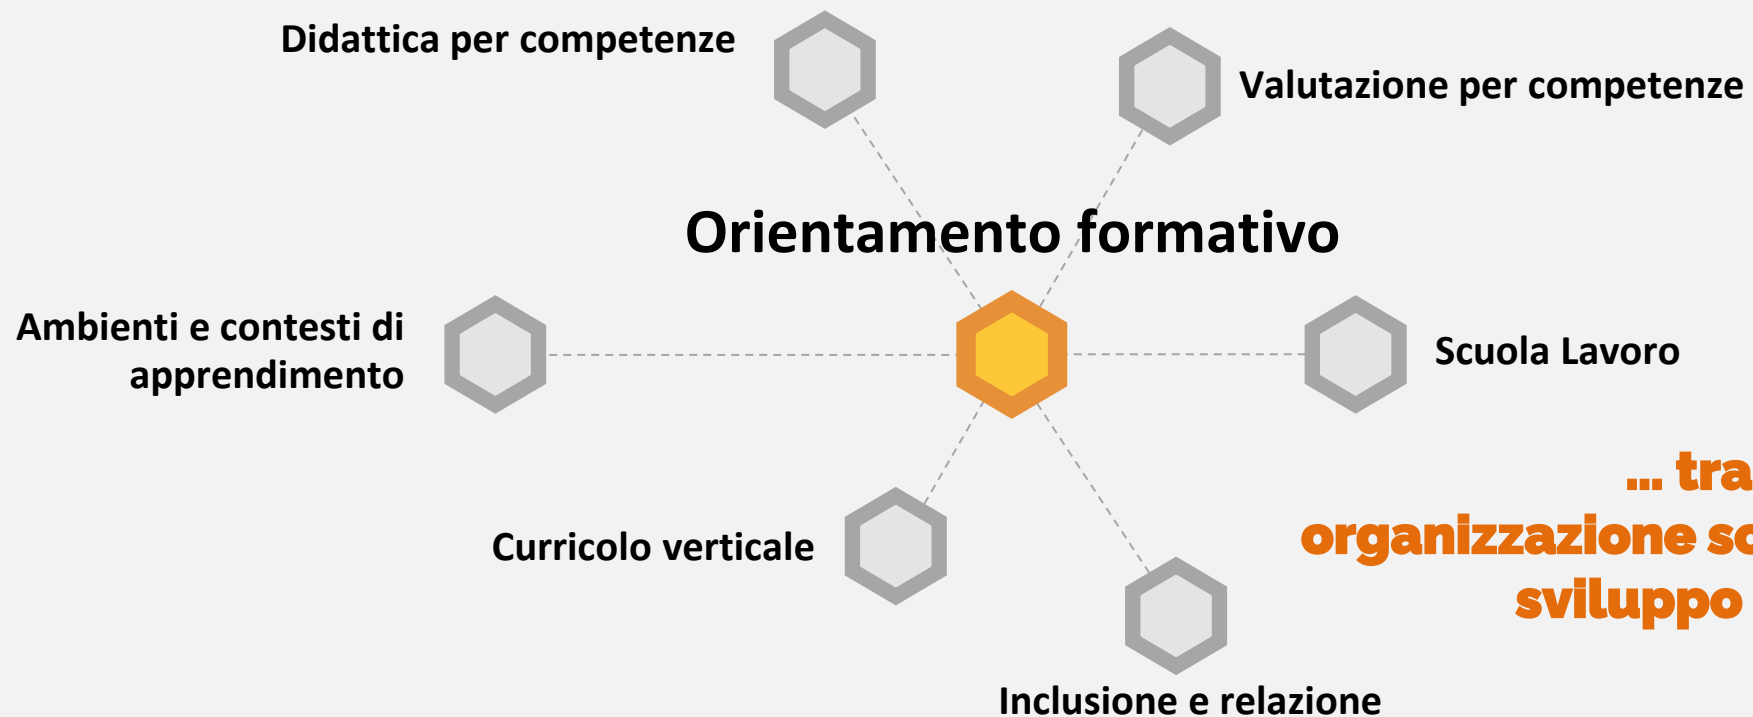 Didattica per competenze
Valutazione per competenze
Orientamento formativo
Ambienti e contesti di
apprendimento
Scuola Lavoro
... tra
organizzazione
sviluppo
Curricolo verticale
Inclusione e relazione